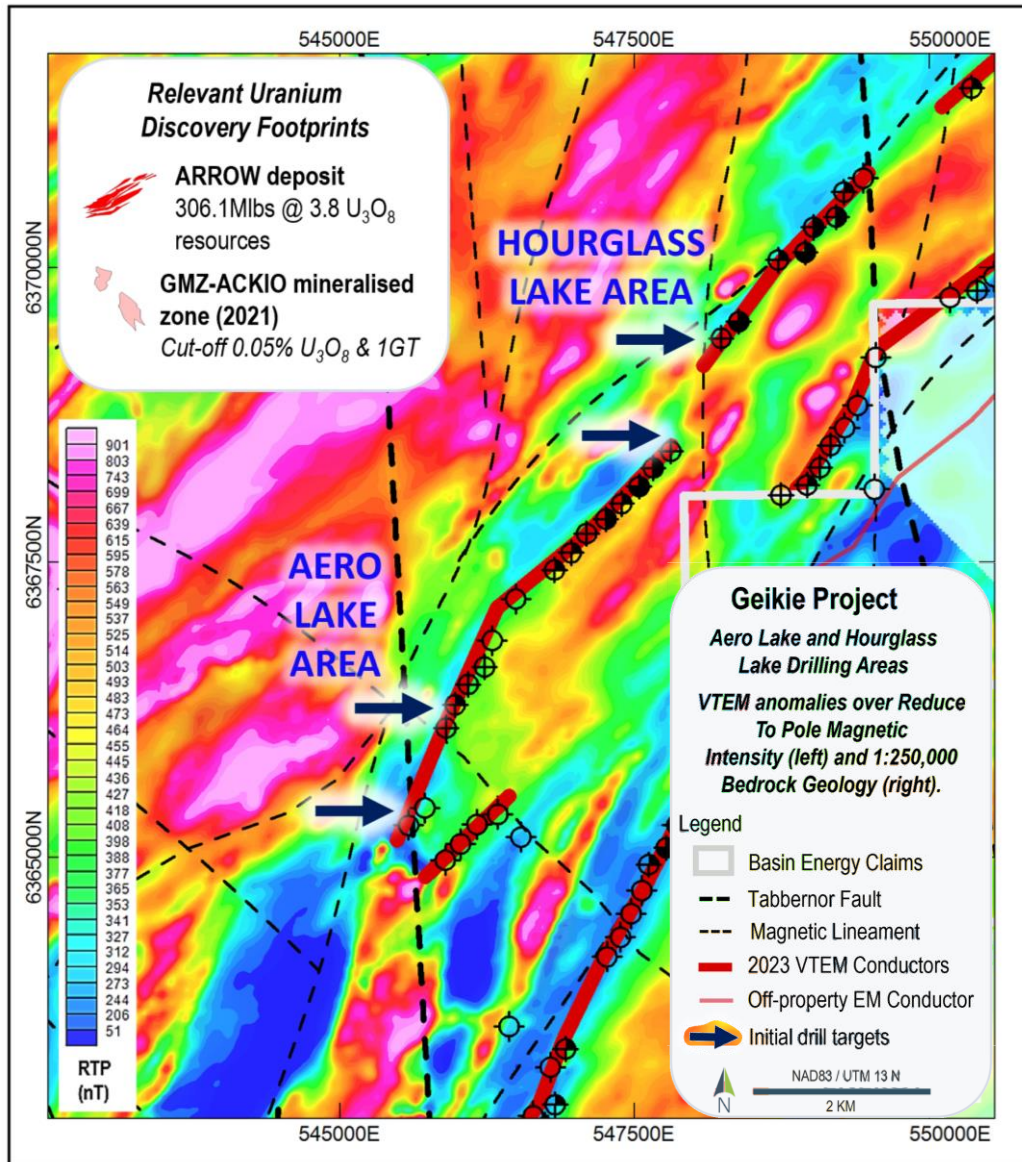 545000E 547500E 550000E
Relevant Uranium
Discovery Footprints
ARROW deposit
306.1Mlbs @ 3.8 U₃O₈
resources
GMZ-ACKIO mineralised
zone (2021)
Cut-off 0.05% U₃O₈ & 1GT
HOURGLASS
LAKE AREA
6370000N
6367500N
6365000N
AERO
LAKE
AREA
901
803
743
699
667
639
615
595
578
563
549
537
525
514
503
493
483
473
464
455
445
436
427
418
408
398
388
377
365
353
341
327
312
294
273
244
206
51
RTP
(nT)
Geikie Project
Aero Lake and Hourglass
Lake Drilling Areas
VTEM anomalies over Reduce
To Pole Magnetic
Intensity (left) and 1:250,000
Bedrock Geology (right).
Legend
Basin Energy Claims
Tabbernor Fault
Magnetic Lineament
2023 VTEM Conductors
Off-property EM Conductor
Initial drill targets
N
NAD83 / UTM 13 N
2 KM
545000E 547500E 550000E